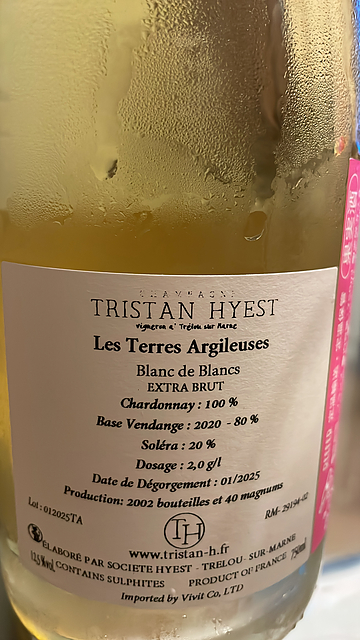 CHAMPAGNE
TRISTAN HYEST
vigneron à Trélou sur Marne
Les Terres Argileuses
Blanc de Blancs
EXTRA BRUT
Chardonnay : 100 %
Base Vendange : 2020 - 80 %
Soléra : 20 %
Dosage : 2,0 g/l
Date de Dégorgement : 01/2025
Production: 2002 bouteilles et 40 magnums
Lot : 012025TA
RM- 29194-02
TH
www.tristan-h.fr
ÉLABORÉ PAR SOCIETE HYEST - TRELOU-SUR-MARNE
12,5 %vol CONTAINS SULPHITES PRODUCT OF FRANCE 750ml
Imported by Vivit Co, LTD